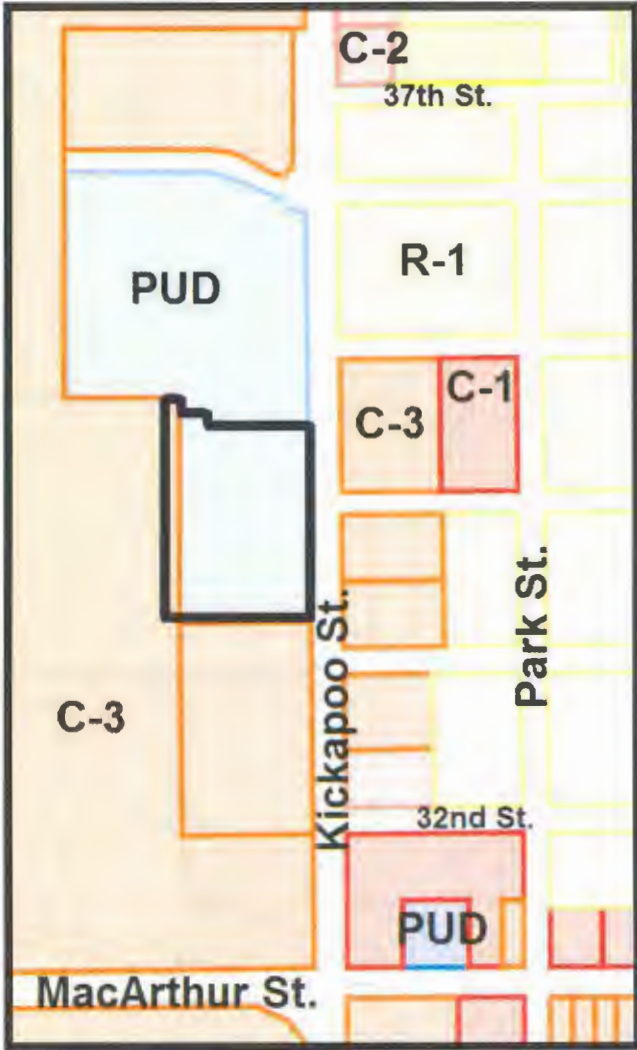 C-2
37th St.
PUD
R-1
C-1
C-3
Park St.
Kickapoo St.
C-3
32nd St.
PUD
MacArthur St.